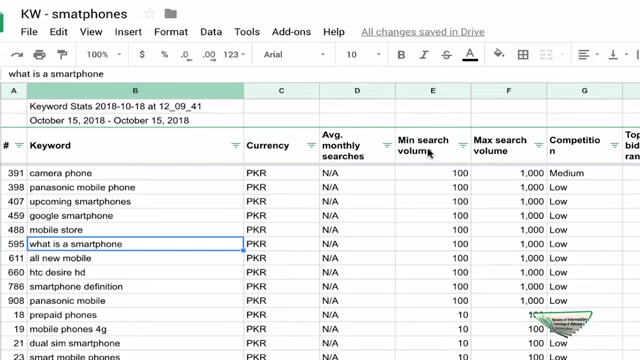 KW - smatphones
File Edit View Insert Format Data Tools Add-ons Help All changes saved in Drive
100% $ % .0 .00 123 Arial 10 B I S A
what is a smartphone
A B C D E F G
Keyword Stats 2018-10-18 at 12_09_41
October 15, 2018 - October 15, 2018
# Keyword Currency Avg. monthly searches Min search volume Max search volume Competition Top bid ran
391 camera phone PKR N/A 100 1,000 Medium
398 panasonic mobile phone PKR N/A 100 1,000 Low
407 upcoming smartphones PKR N/A 100 1,000 Low
459 google smartphone PKR N/A 100 1,000 Low
488 mobile store PKR N/A 100 1,000 Low
595 what is a smartphone PKR N/A 100 1,000 Low
611 all new mobile PKR N/A 100 1,000 Low
660 htc desire hd PKR N/A 100 1,000 Low
786 smartphone definition PKR N/A 100 1,000 Low
908 panasonic mobile PKR N/A 100 1,000 Low
18 prepaid phones PKR N/A 10 100
19 mobile phones 4g PKR N/A 10 100
21 dual sim smartphone PKR N/A 10 100 Low
23 smart mobile phones PKR N/A 10 100 Low